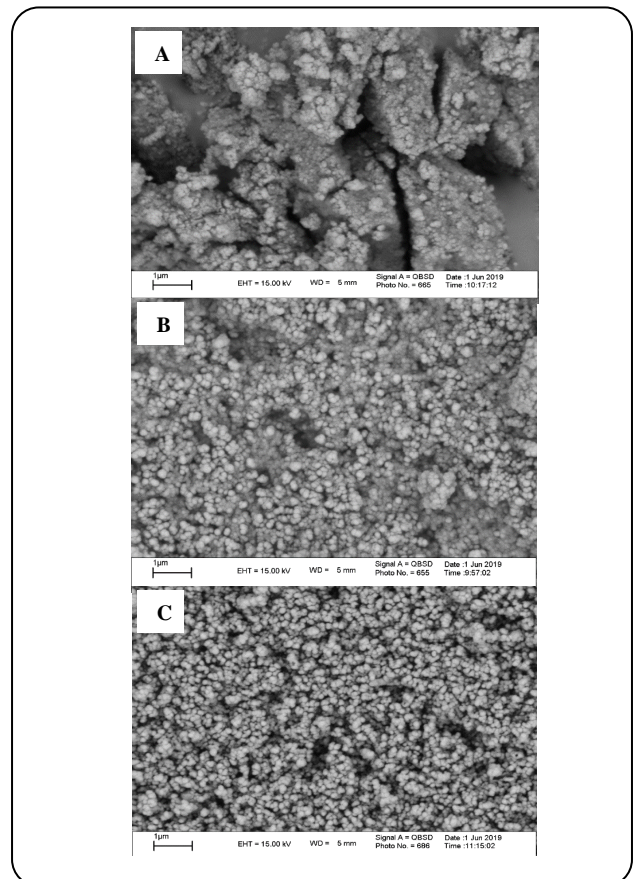 A
1µm
EHT = 15.00 kV WD = 5 mm
Signal A = QBSD Date :1 Jun 2019
Photo No. = 665 Time :10:17:12
B
1µm
EHT = 15.00 kV WD = 5 mm
Signal A = QBSD Date :1 Jun 2019
Photo No. = 655 Time :9:57:02
C
1µm
EHT = 15.00 kV WD = 5 mm
Signal A = QBSD Date :1 Jun 2019
Photo No. = 686 Time :11:15:02